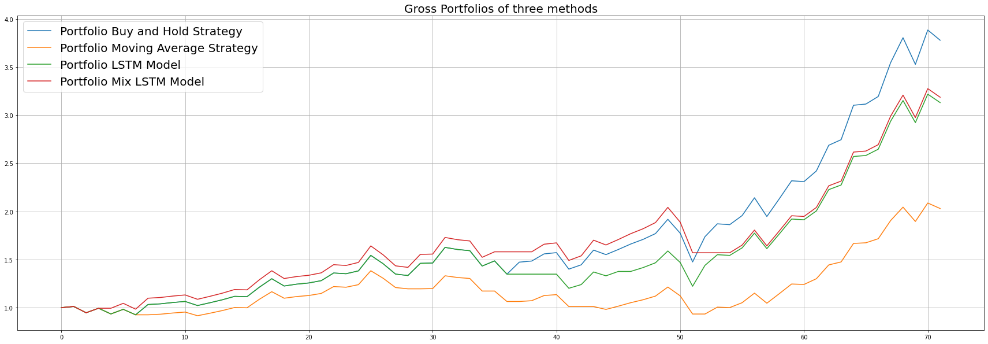 Gross Portfolios of three methods
Portfolio Buy and Hold Strategy
Portfolio Moving Average Strategy
Portfolio LSTM Model
Portfolio Mix LSTM Model
4.0
3.5
3.0
2.5
2.0
1.5
1.0
0 10 20 30 40 50 60 70